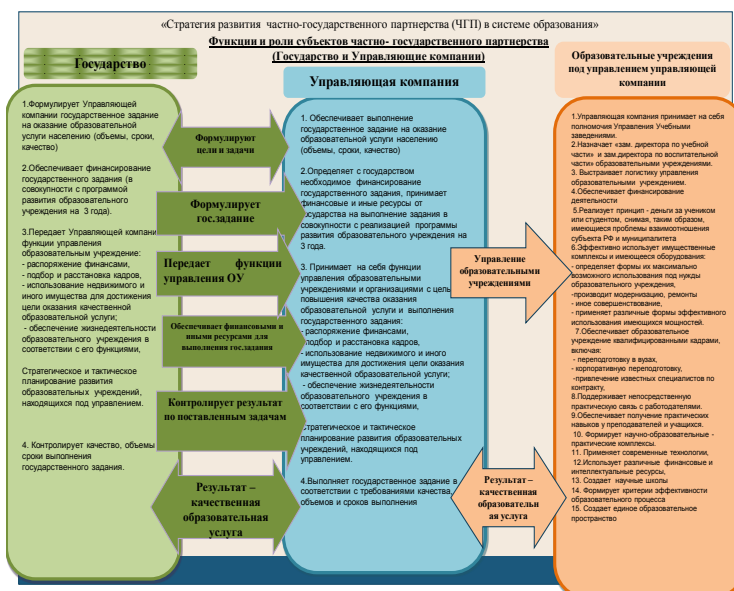 «Стратегия развития частно-государственного партнерства (ЧГП) в системе образования»
Функции и роли субъектов частно- государственного партнерства
(Государство и Управляющие компании)
Государство
1.Формулирует Управляющей
компании государственное задание
на оказание образовательной
услуги населению (объемы, сроки,
качество)
2.Обеспечивает финансирование
государственного задания (в
совокупности с программой
развития образовательного
учреждения на 3 года).
3.Передает Управляющей компани
функции управления
образовательным учреждение:
- распоряжение финансами,
- подбор и расстановка кадров,
- использование недвижимого и
иного имущества для достижения
цели оказания качественной
образовательной услуги;
- обеспечение жизнедеятельности
образовательного учреждения в
соответствии с его функциями,
Стратегическое и тактическое
планирование развития
образовательных учреждений,
находящихся под управлением.
4. Контролирует качество, объемы
сроки выполнения
государственного задания.
Формулируют
цели и задачи
Формулирует
гос.задание
Передает функции
управления ОУ
Обеспечивает финансовыми и
иными ресурсами для
выполнения гос.задания
Контролирует результат
по поставленным задачам
Результат –
качественная
образовательная
услуга
Управляющая компания
1. Обеспечивает выполнение
государственное задание на оказание
образовательной услуги населению
(объемы, сроки, качество)
2.Определяет с государством
необходимое финансирование
государственного задания, принимает
финансовые и иные ресурсы от
государства на выполнение задания в
совокупности с реализацией программы
развития образовательного учреждения на
3 года.
3. Принимает на себя функции
управления образовательными
учреждениями и организациями с цель
повышения качества оказания
образовательной услуги и выполнения
государственного задания:
- распоряжение финансами,
подбор и расстановка кадров,
- использование недвижимого и иного
имущества для достижения цели оказания
качественной образовательной услуги;
- обеспечение жизнедеятельности
образовательного учреждения в
соответствии с его функциями,
Стратегическое и тактическое
планирование развития образовательных
учреждений, находящихся под
управлением.
4.Выполняет государственное задание в
соответствии с требованиями качества,
объемов и сроков выполнения
Управление
образовательными
учреждениями
Результат –
качественная
образовательн
ая услуга
Образовательные учреждения
под управлением управляющей
компании
1.Управляющая компания принимает на себя
полномочия Управления Учебными
заведениями.
2.Назначает «зам. директора по учебной
части» и зам.директора по воспитательной
части» образовательными учреждениями.
3. Выстраивает логистику управления
образовательными учреждением.
4.Обеспечивает финансирование
деятельности
5.Реализует принцип - деньги за учеником
или студентом, снимая, таким образом,
имеющиеся проблемы взаимоотношения
субъекта РФ и муниципалитета
6.Эффективно использует имущественные
комплексы и имеющееся оборудования:
- определяет формы их максимально
возможного использования под нужды
образовательного учреждения,
-производит модернизацию, ремонты
- иное совершенствование,
- применяет различные формы эффективного
использования имеющихся мощностей.
7.Обеспечивает образовательное
учреждение квалифицированными кадрами,
включая:
- переподготовку в вузах,
- корпоративную переподготовку,
-привлечение известных специалистов по
контракту,
8.Поддерживает непосредственную
практическую связь с работодателями.
9.Обеспечивает получение практических
навыков у преподавателей и учащихся.
10. Формирует научно-образовательные -
практические комплексы.
11. Применяет современные технологии,
12.Использует различные финансовые и
интеллектуальные ресурсы,
13. Создает научные школы
14. Формирует критерии эффективности
образовательного процесса
15. Создает единое образовательное
пространство